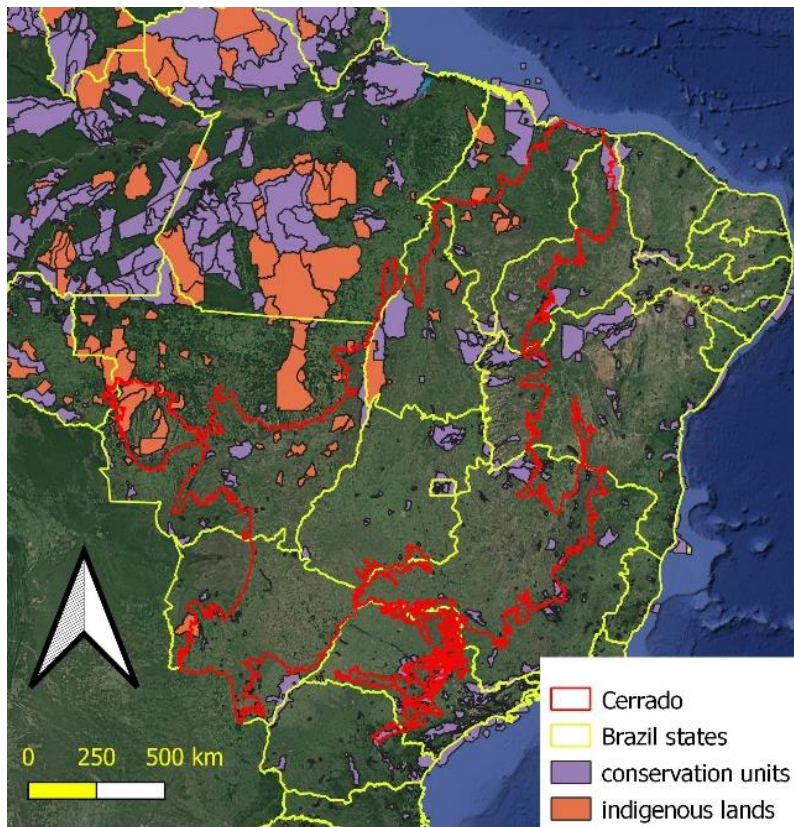 0 250 500 km
Cerrado
Brazil states
conservation units
indigenous lands